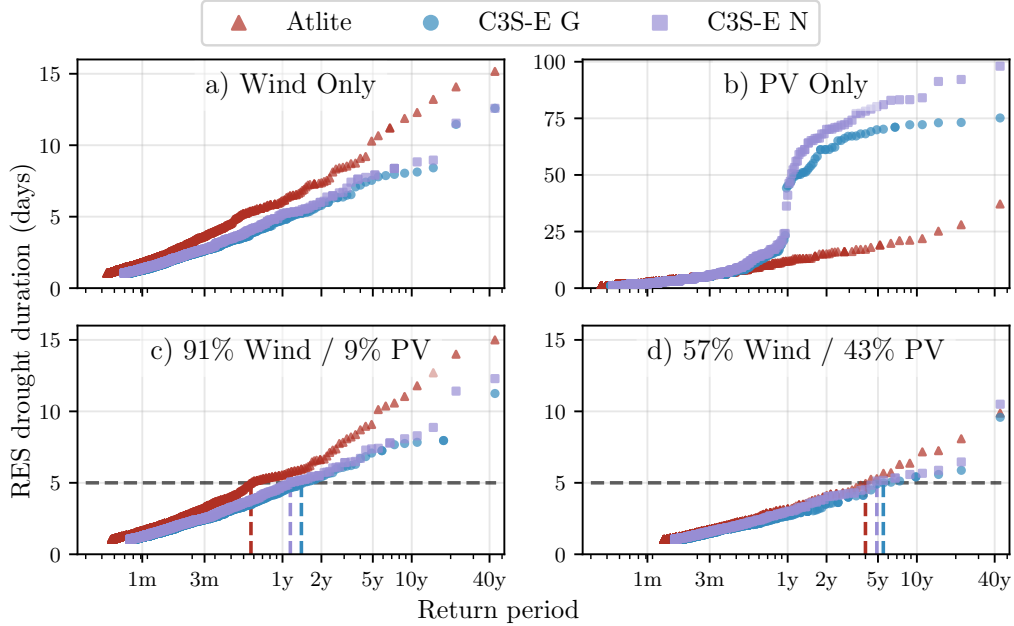 Atlite C3S-E G C3S-E N
a) Wind Only
b) PV Only
15
10
5
0
100
75
50
25
0
c) 91% Wind / 9% PV
d) 57% Wind / 43% PV
15
10
5
0
15
10
5
0
1m 3m 1y 2y 5y 10y 40y
1m 3m 1y 2y 5y 10y 40y
RES drought duration (days)
Return period